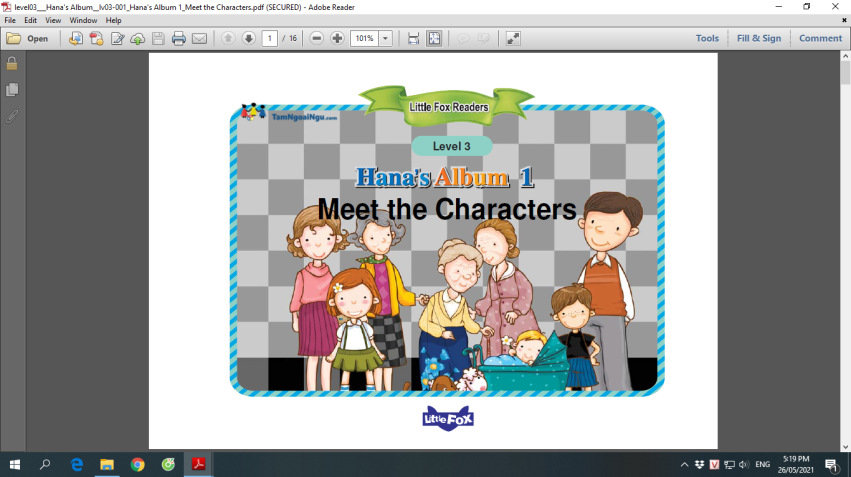 level03___Hana's Album__lv03-001_Hana's Album 1_Meet the Characters.pdf (SECURED) - Adobe Reader
File Edit View Window Help
Open
1 / 16
101%
Tools Fill & Sign Comment
Little Fox Readers
TamNgoaiNgu.com
Level 3
Hana's Album 1
Meet the Characters
Little Fox
ENG
5:19 PM
26/05/2021
1